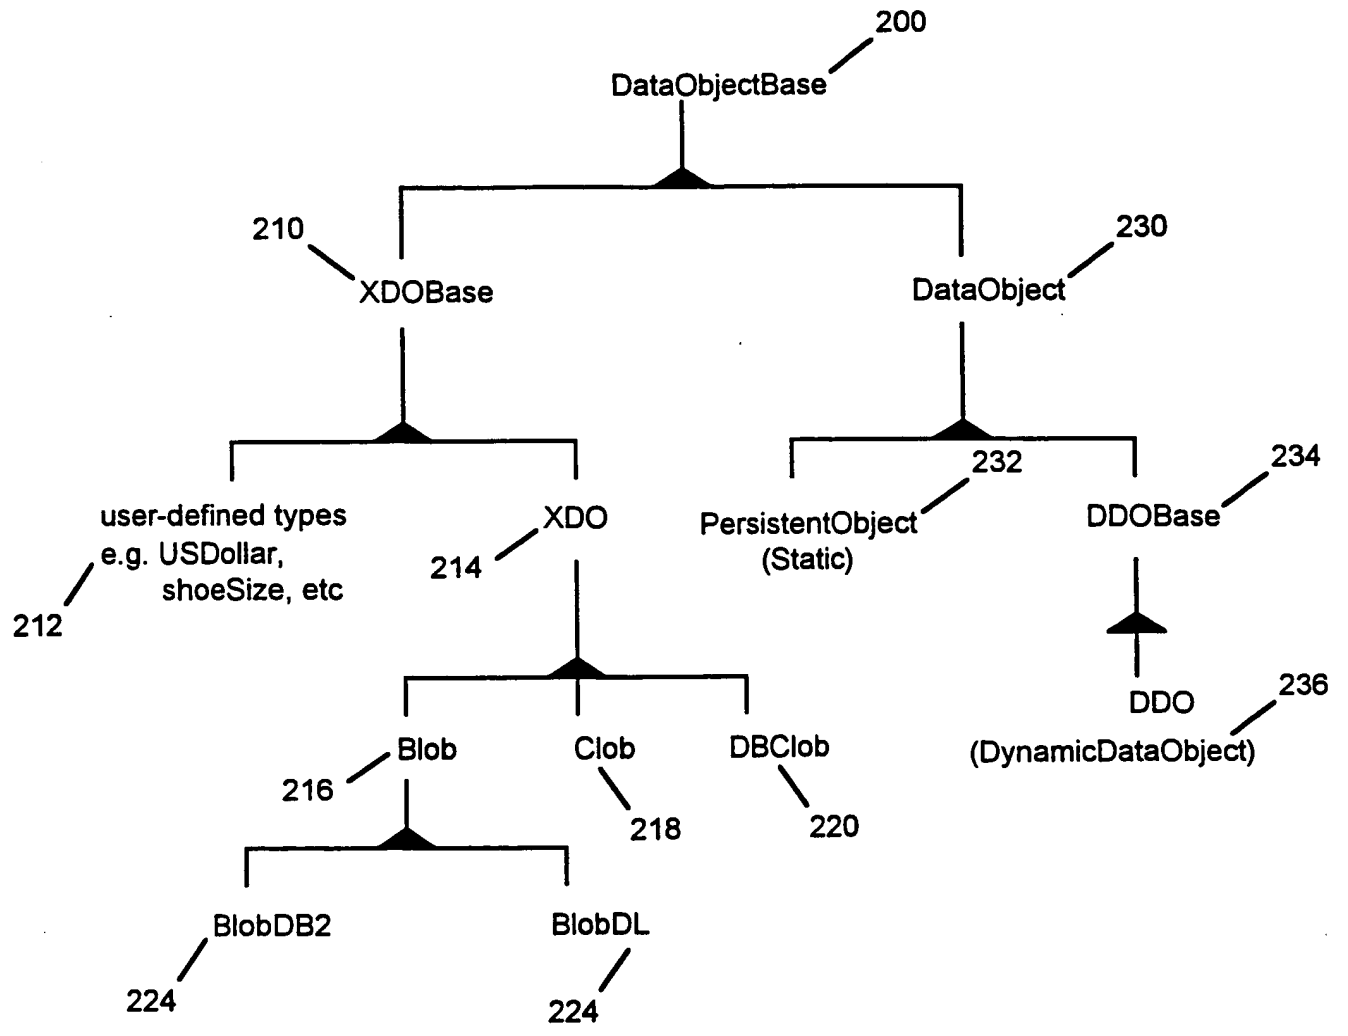 200
DataObjectBase
210
230
XDOBase
DataObject
232
234
user-defined types
e.g. USDollar,
shoeSize, etc
212
XDO
214
PersistentObject
(Static)
DDOBase
236
DDO
(DynamicDataObject)
Blob
Clob
DBClob
216
218
220
BlobDB2
BlobDL
224
224